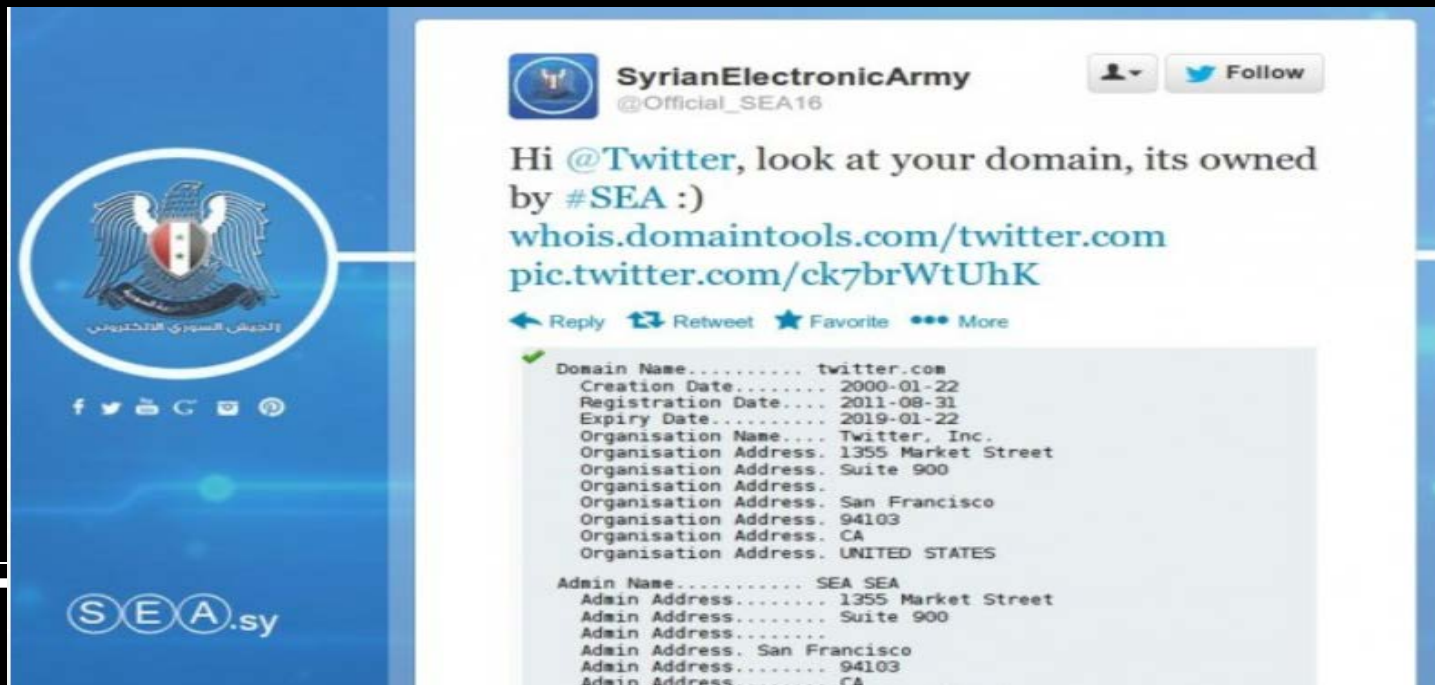 SyrianElectronicArmy
@Official_SEA16
Follow
Hi @Twitter, look at your domain, its owned
by #SEA :)
whois.domaintools.com/twitter.com
pic.twitter.com/ck7brWtUhK
Reply Retweet Favorite More
Domain Name.......... twitter.com
Creation Date........ 2000-01-22
Registration Date.... 2011-08-31
Expiry Date.......... 2019-01-22
Organisation Name.... Twitter, Inc.
Organisation Address. 1355 Market Street
Organisation Address. Suite 900
Organisation Address.
Organisation Address. San Francisco
Organisation Address. 94103
Organisation Address. CA
Organisation Address. UNITED STATES
Admin Name........... SEA SEA
Admin Address........ 1355 Market Street
Admin Address........ Suite 900
Admin Address........
Admin Address. San Francisco
Admin Address........ 94103
Admin Address........ CA
الجيش السوري الالكتروني
SEA.sy